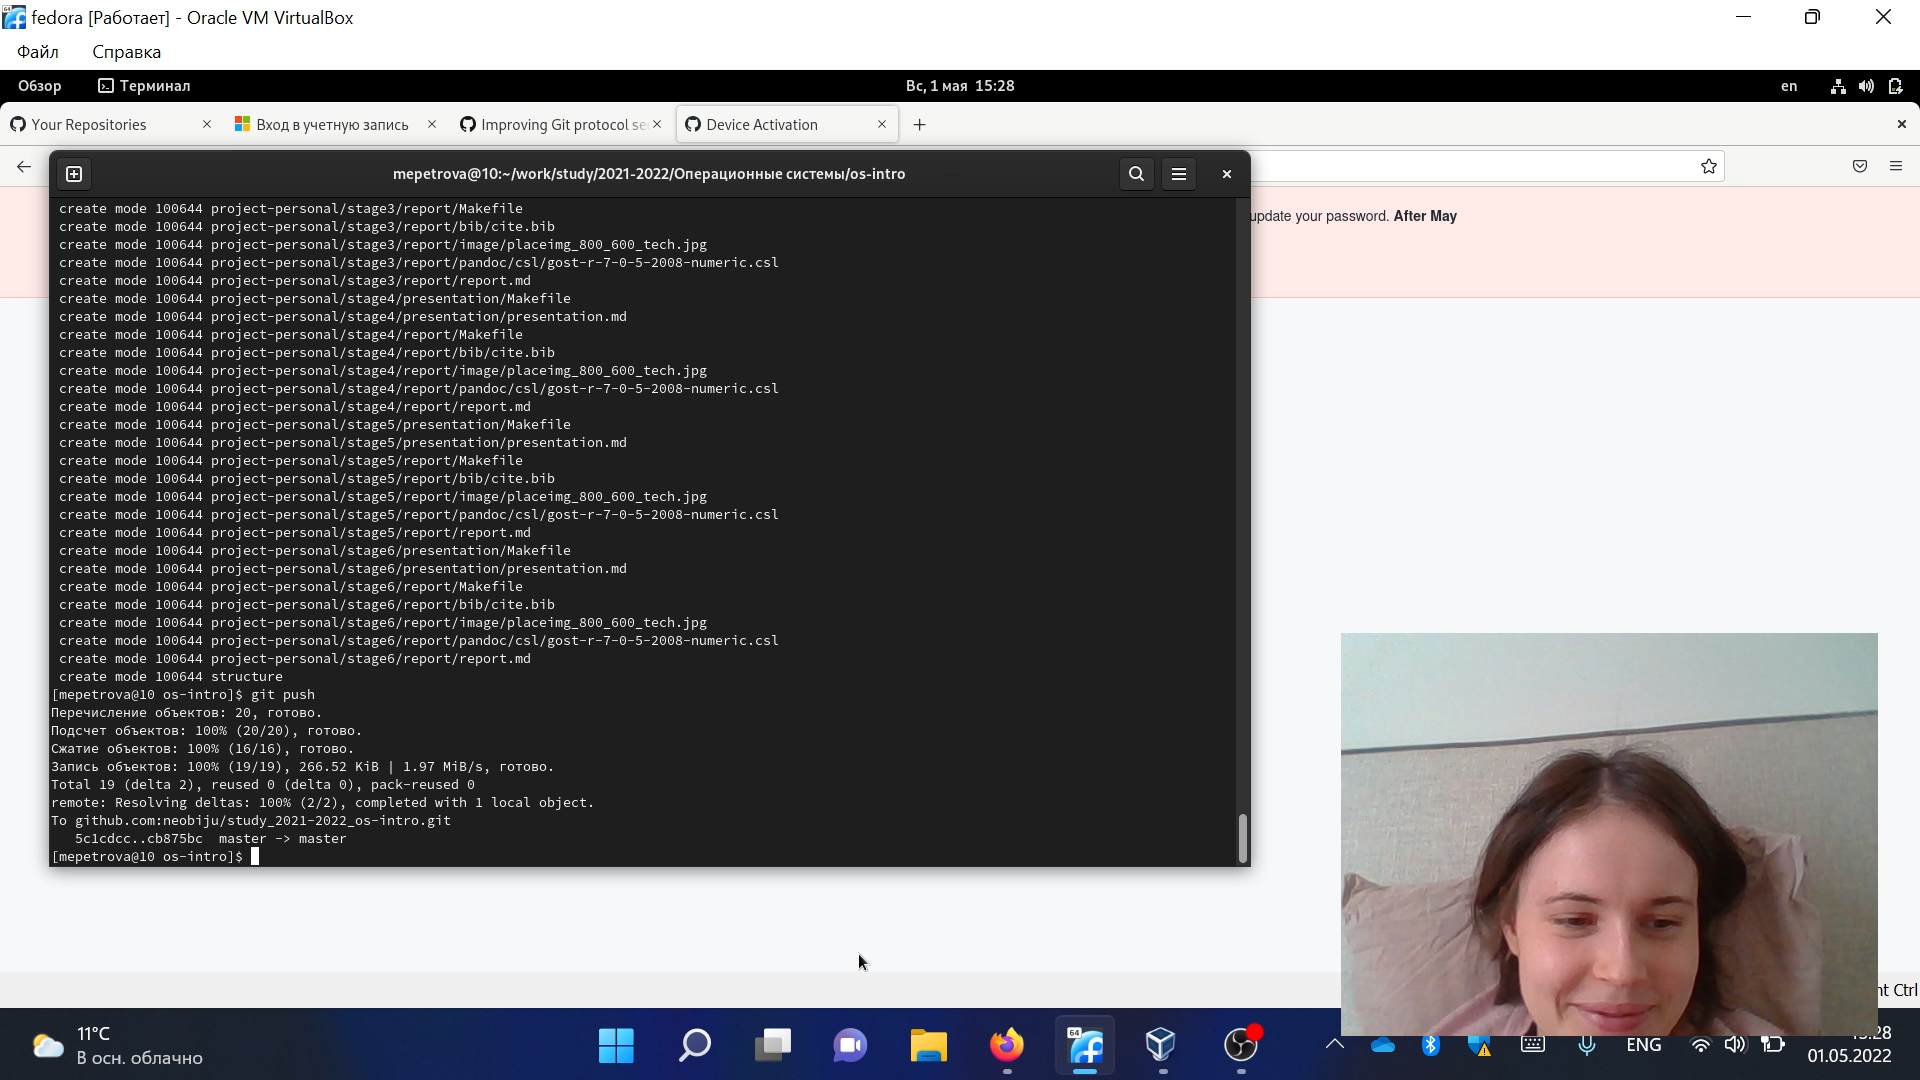 fedora [Работает] - Oracle VM VirtualBox
Файл Справка
Обзор Терминал Вс, 1 мая 15:28 en
Your Repositories Вход в учетную запись Improving Git protocol se Device Activation
mepetrova@10:~/work/study/2021-2022/Операционные системы/os-intro
update your password. After May
create mode 100644 project-personal/stage3/report/Makefile
create mode 100644 project-personal/stage3/report/bib/cite.bib
create mode 100644 project-personal/stage3/report/image/placeimg_800_600_tech.jpg
create mode 100644 project-personal/stage3/report/pandoc/csl/gost-r-7-0-5-2008-numeric.csl
create mode 100644 project-personal/stage3/report/report.md
create mode 100644 project-personal/stage4/presentation/Makefile
create mode 100644 project-personal/stage4/presentation/presentation.md
create mode 100644 project-personal/stage4/report/Makefile
create mode 100644 project-personal/stage4/report/bib/cite.bib
create mode 100644 project-personal/stage4/report/image/placeimg_800_600_tech.jpg
create mode 100644 project-personal/stage4/report/pandoc/csl/gost-r-7-0-5-2008-numeric.csl
create mode 100644 project-personal/stage4/report/report.md
create mode 100644 project-personal/stage5/presentation/Makefile
create mode 100644 project-personal/stage5/presentation/presentation.md
create mode 100644 project-personal/stage5/report/Makefile
create mode 100644 project-personal/stage5/report/bib/cite.bib
create mode 100644 project-personal/stage5/report/image/placeimg_800_600_tech.jpg
create mode 100644 project-personal/stage5/report/pandoc/csl/gost-r-7-0-5-2008-numeric.csl
create mode 100644 project-personal/stage5/report/report.md
create mode 100644 project-personal/stage6/presentation/Makefile
create mode 100644 project-personal/stage6/presentation/presentation.md
create mode 100644 project-personal/stage6/report/Makefile
create mode 100644 project-personal/stage6/report/bib/cite.bib
create mode 100644 project-personal/stage6/report/image/placeimg_800_600_tech.jpg
create mode 100644 project-personal/stage6/report/pandoc/csl/gost-r-7-0-5-2008-numeric.csl
create mode 100644 project-personal/stage6/report/report.md
create mode 100644 structure
[mepetrova@10 os-intro]$ git push
Перечисление объектов: 20, готово.
Подсчет объектов: 100% (20/20), готово.
Сжатие объектов: 100% (16/16), готово.
Запись объектов: 100% (19/19), 266.52 KiB | 1.97 MiB/s, готово.
Total 19 (delta 2), reused 0 (delta 0), pack-reused 0
remote: Resolving deltas: 100% (2/2), completed with 1 local object.
To github.com:neobiju/study_2021-2022_os-intro.git
5c1cdcc..cb875bc master -> master
[mepetrova@10 os-intro]$
Ctrl
11°C
В осн. облачно
64
ENG
01.05.2022